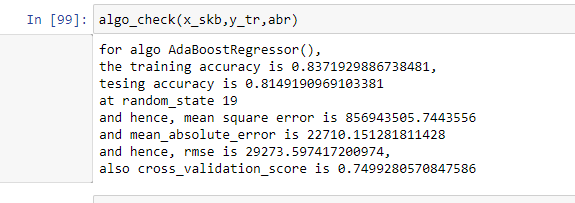 In [99]: algo_check(x_skb,y_tr,abr)
for algo AdaBoostRegressor(),
the training accuracy is 0.8371929886738481,
tesing accuracy is 0.8149190969103381
at random_state 19
and hence, mean square error is 856943505.7443556
and mean_absolute_error is 22710.151281811428
and hence, rmse is 29273.597417200974,
also cross_validation_score is 0.7499280570847586